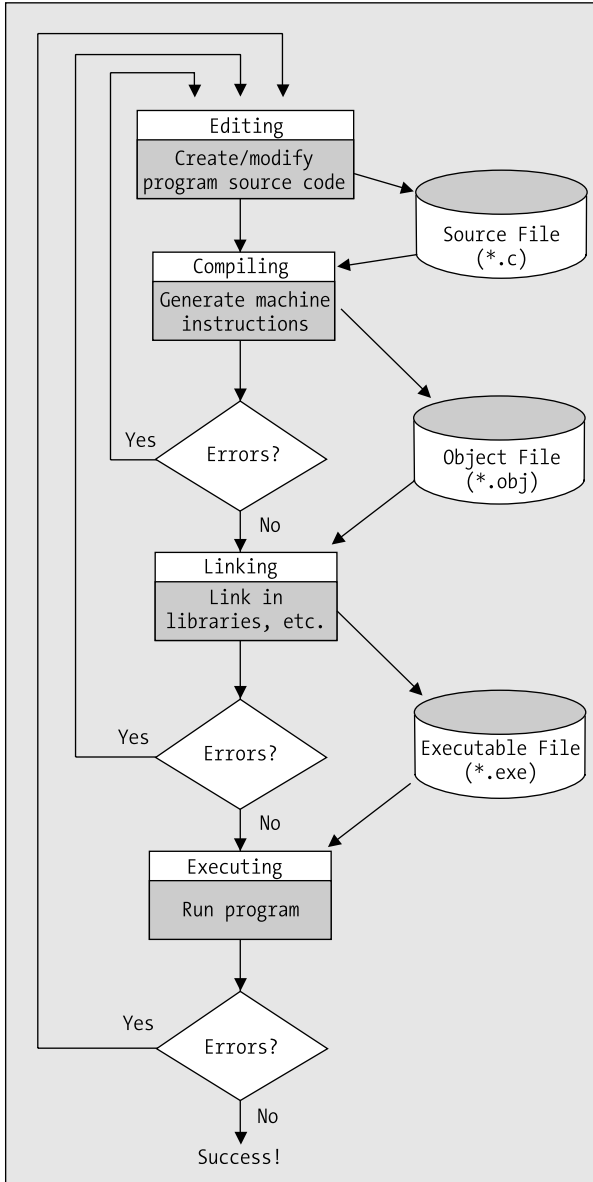 Editing
Create/modify
program source code
Source File
(*.c)
Compiling
Generate machine
instructions
Yes
Errors?
Object File
(*.obj)
No
Linking
Link in
libraries, etc.
Yes
Errors?
Executable File
(*.exe)
No
Executing
Run program
Yes
Errors?
No
Success!